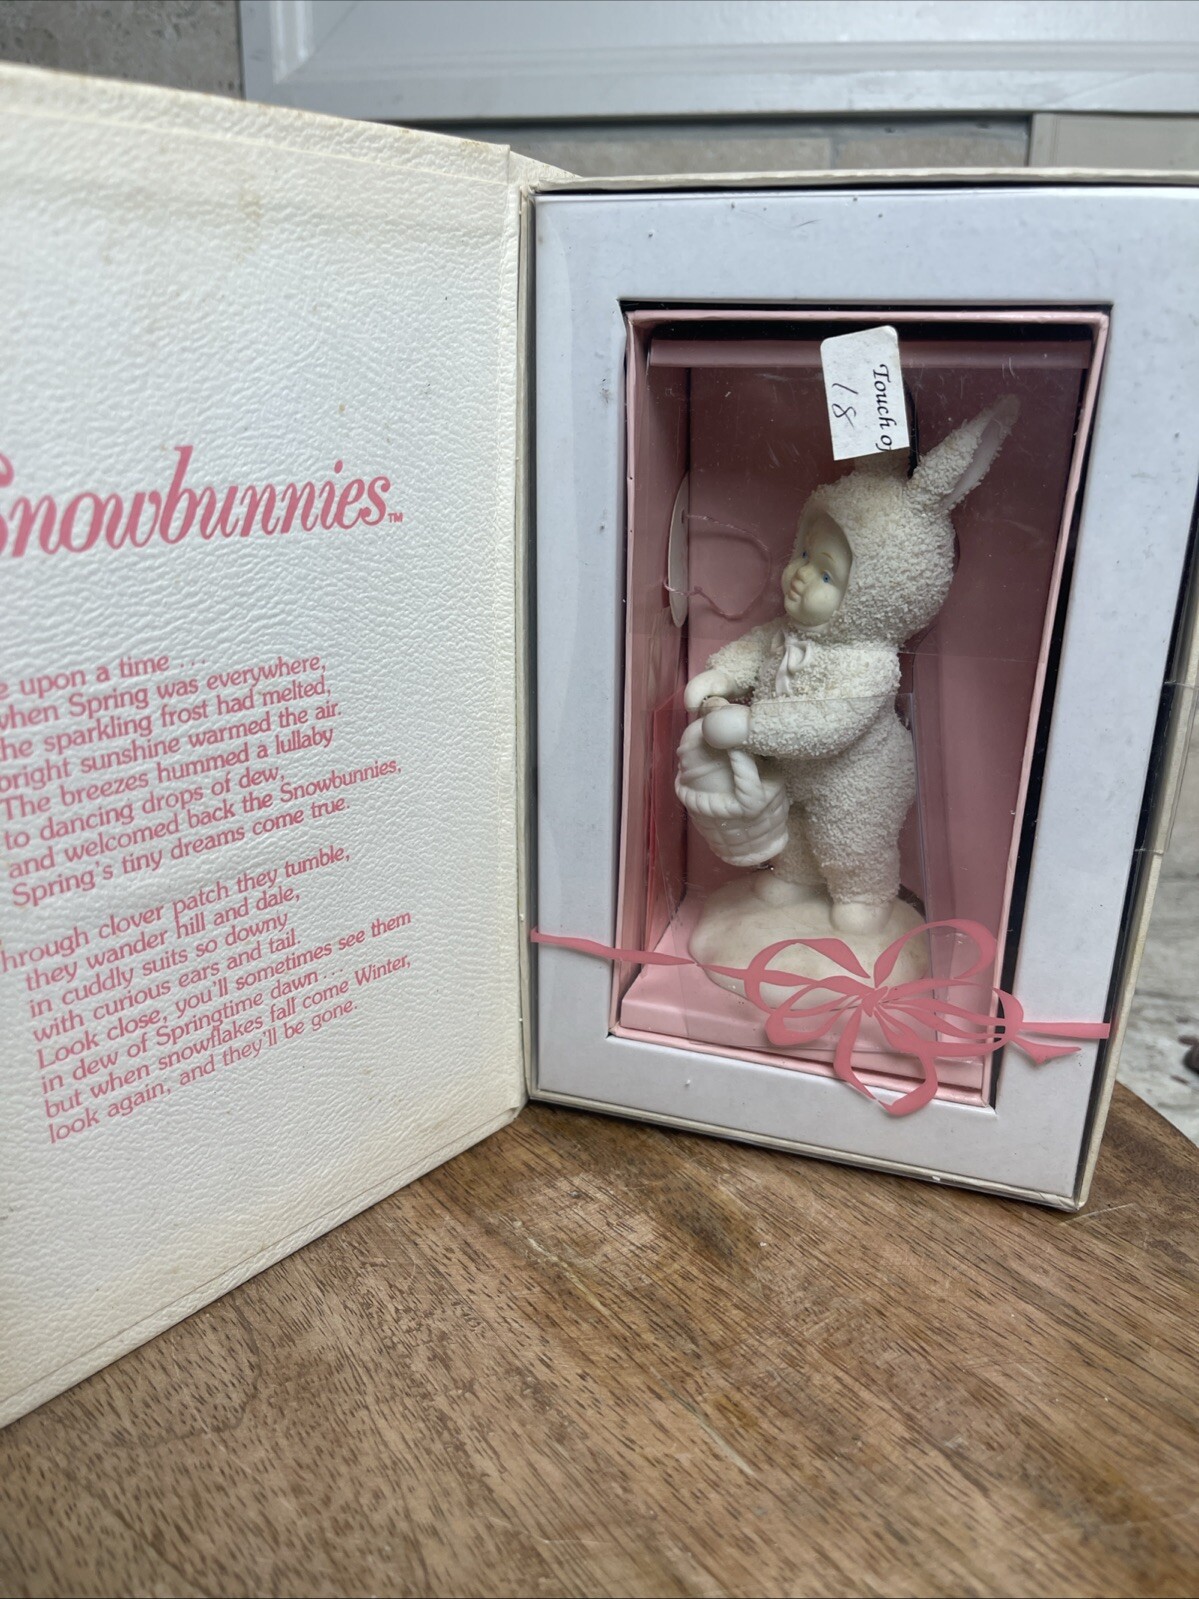 Snowbunnies™
e upon a time . . .
when Spring was everywhere,
the sparkling frost had melted,
bright sunshine warmed the air.
The breezes hummed a lullaby
to dancing drops of dew,
and welcomed back the Snowbunnies,
Spring's tiny dreams come true.
hrough clover patch they tumble,
they wander hill and dale,
in cuddly suits so downy
with curious ears and tail.
Look close, you'll sometimes see them
in dew of Springtime dawn . . .
but when snowflakes fall come Winter,
look again, and they'll be gone.
Touch of
18